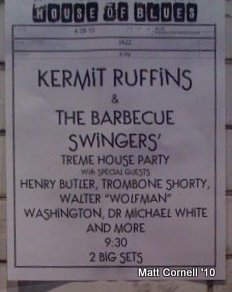 HOUSE OF BLUES
JAZZ
KERMIT RUFFINS
&
THE BARBECUE
SWINGERS'
TREME HOUSE PARTY
WITH SPECIAL GUESTS
HENRY BUTLER, TROMBONE SHORTY,
WALTER "WOLFMAN"
WASHINGTON, DR MICHAEL WHITE
AND MORE
9:30
2 BIG SETS
Matt Cornell '10